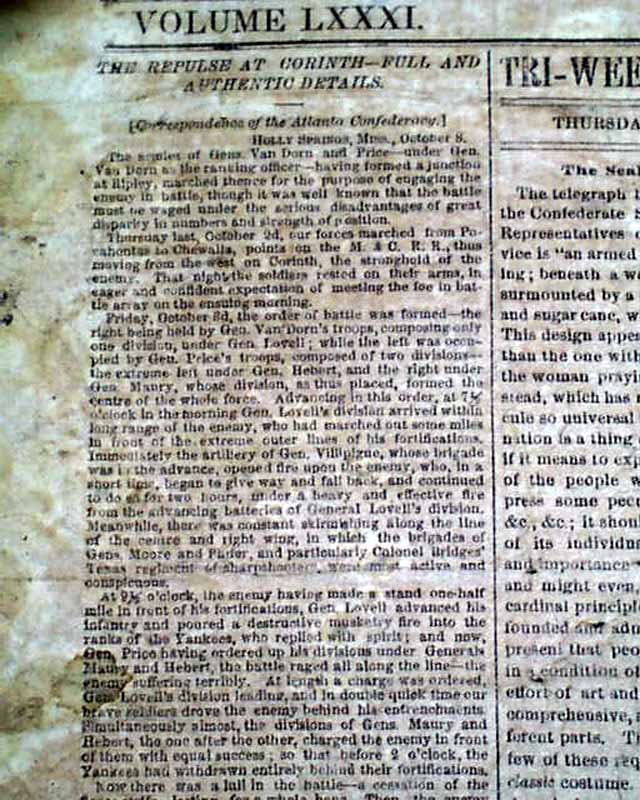 VOLUME LXXXI.
THE REPULSE AT CORINTH—FULL AND
AUTHENTIC DETAILS.
[Correspondence of the Atlanta Confederacy.]
HOLLY SPRINGS, Miss., October 8.
The armies of Gens. Van Dorn and Price—under Gen.
Van Dorn as the ranking officer—having formed a junction
at Ripley, marched thence for the purpose of engaging the
enemy in battle, though it was well known that the battle
must be waged under the serious disadvantages of great
disparity in numbers and strength of position.
Thursday last, October 2d, our forces marched from Po-
cahontas to Chewalla, points on the M. & C. R. R., thus
moving from the west on Corinth, the stronghold of the
enemy. That night the soldiers rested on their arms, in
eager and confident expectation of meeting the foe in bat-
tle array on the ensuing morning.
Friday, October 3d, the order of battle was formed—the
right being held by Gen. Van Dorn's troops, composing only
one division, under Gen. Lovell; while the left was occu-
pied by Gen. Price's troops, composed of two divisions—
the extreme left under Gen. Hebert, and the right under
Gen. Maury, whose division, as thus placed, formed the
centre of the whole force. Advancing in this order, at 7½
o'clock in the morning Gen. Lovell's division arrived within
long range of the enemy, who had marched out some miles
in front of the extreme outer lines of his fortifications.
Immediately the artillery of Gen. Villipigue, whose brigade
was in the advance, opened fire upon the enemy, who, in a
short time, began to give way and fall back, and continued
to do so for two hours, under a heavy and effective fire
from the advancing batteries of General Lovell's division.
Meanwhile, there was constant skirmishing along the line
of the centre and right wing, in which the brigades of
Gens. Moore and Phifer, and particularly Colonel Bridges'
Texas regiment of sharpshooters, were most active and
conspicuous.
At 9½ o'clock, the enemy having made a stand one-half
mile in front of his fortifications, Gen. Lovell advanced his
infantry and poured a destructive musketry fire into the
ranks of the Yankees, who replied with spirit; and now,
Gen. Price having ordered up his divisions under Generals
Maury and Hebert, the battle raged all along the line—the
enemy suffering terribly. At length a charge was ordered,
Gen. Lovell's division leading, and in double quick time our
brave soldiers drove the enemy behind his entrenchments.
Simultaneously almost, the divisions of Gens. Maury and
Hebert, the one after the other, charged the enemy in front
of them with equal success; so that before 2 o'clock, the
Yankees had withdrawn entirely behind their fortifications.
Now there was a lull in the battle—a cessation of the
TRI-WEE
THURSDA
The Seal
The telegraph
the Confederate
Representatives
vice is "an armed
ing; beneath a
surmounted by a
and sugar cane, w
This design appe
than the one with
the woman prayi
stead, which has
cule so universal
nation is a thing
If it means to exp
of the people w
press some pec
&c., &c.; it shou
of its individua
and importance
and might even
cardinal principl
founded and adm
present that peo
in a condition of
effort of art and
comprehensive,
ferent parts. T
few of these req
classic costume.